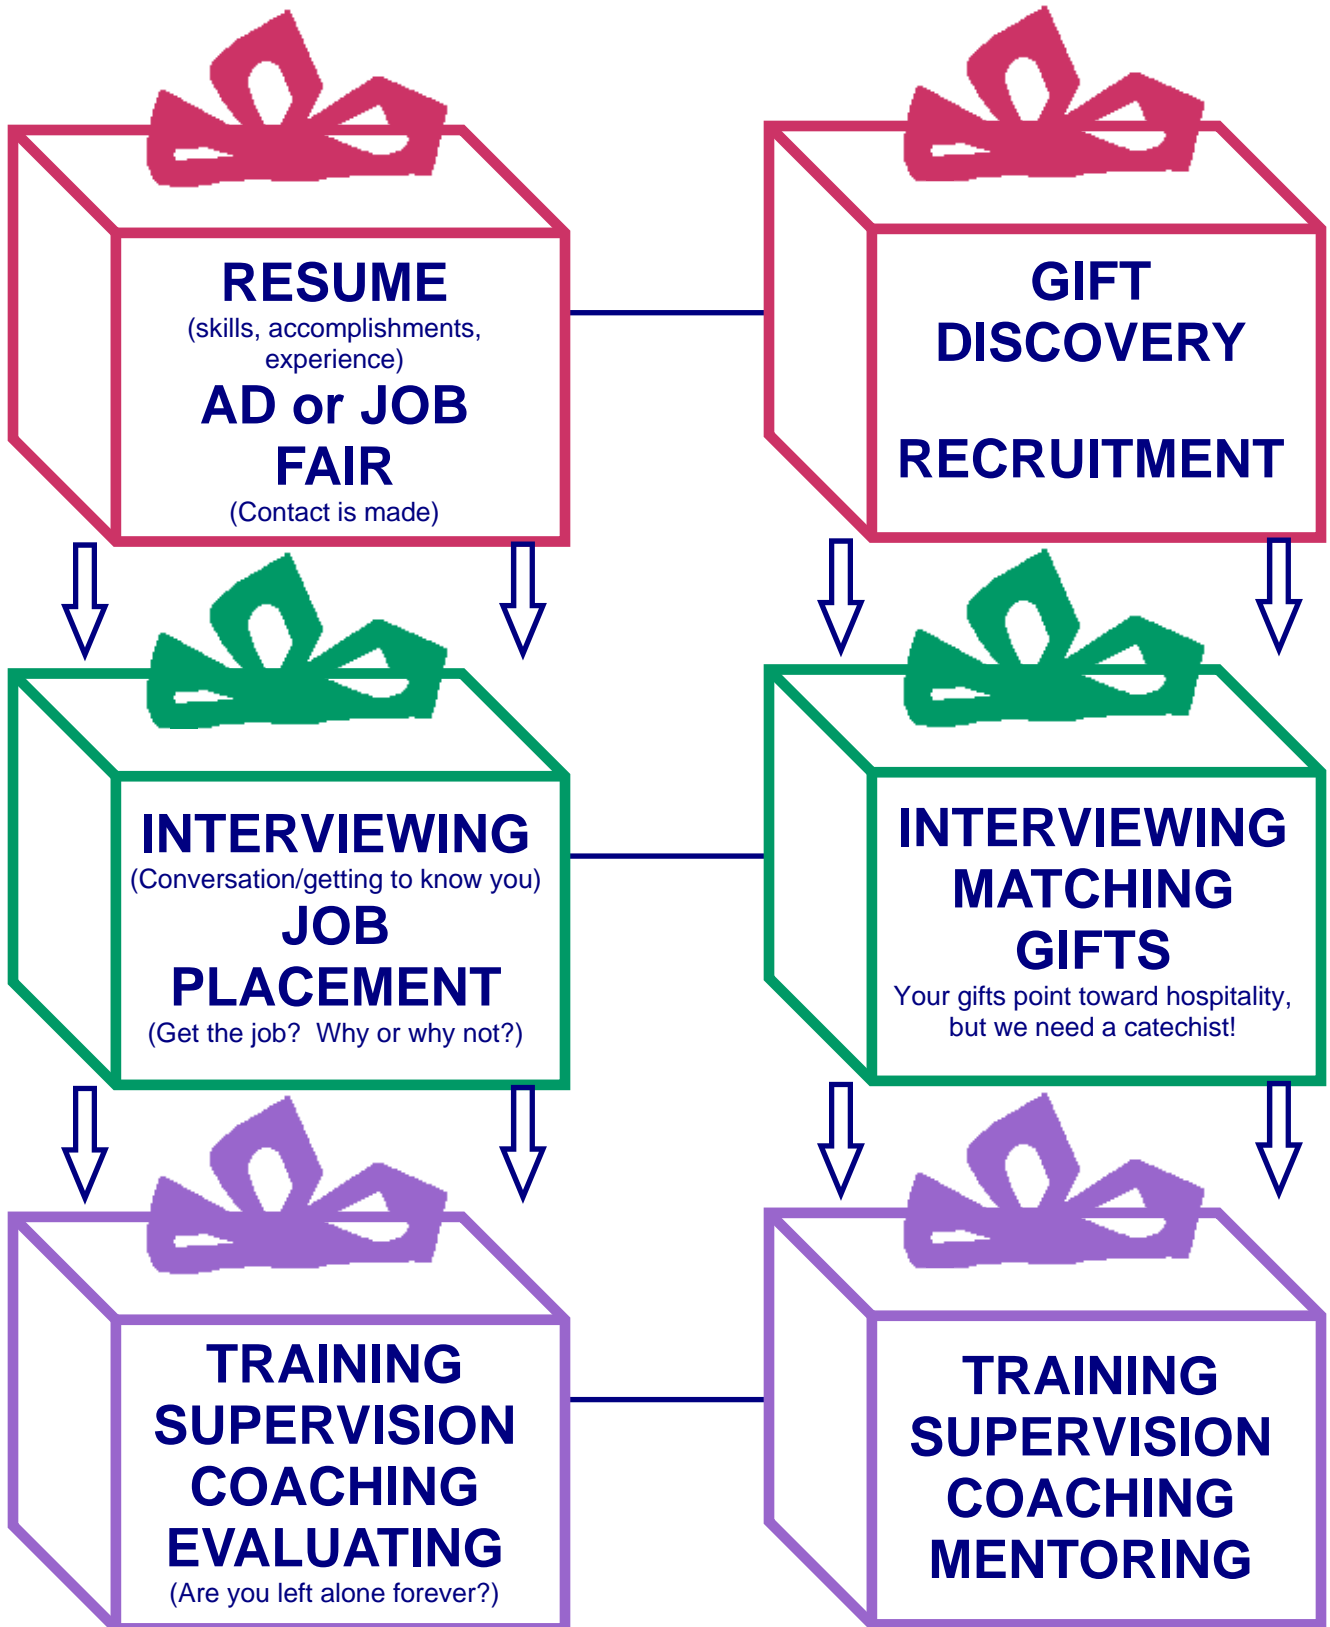 RESUME
(skills, accomplishments,
experience)
AD or JOB
FAIR
(Contact is made)
GIFT
DISCOVERY
RECRUITMENT
INTERVIEWING
(Conversation/getting to know you)
JOB
PLACEMENT
(Get the job?  Why or why not?)
INTERVIEWING
MATCHING
GIFTS
Your gifts point toward hospitality,
but we need a catechist!
TRAINING
SUPERVISION
COACHING
EVALUATING
(Are you left alone forever?)
TRAINING
SUPERVISION
COACHING
MENTORING